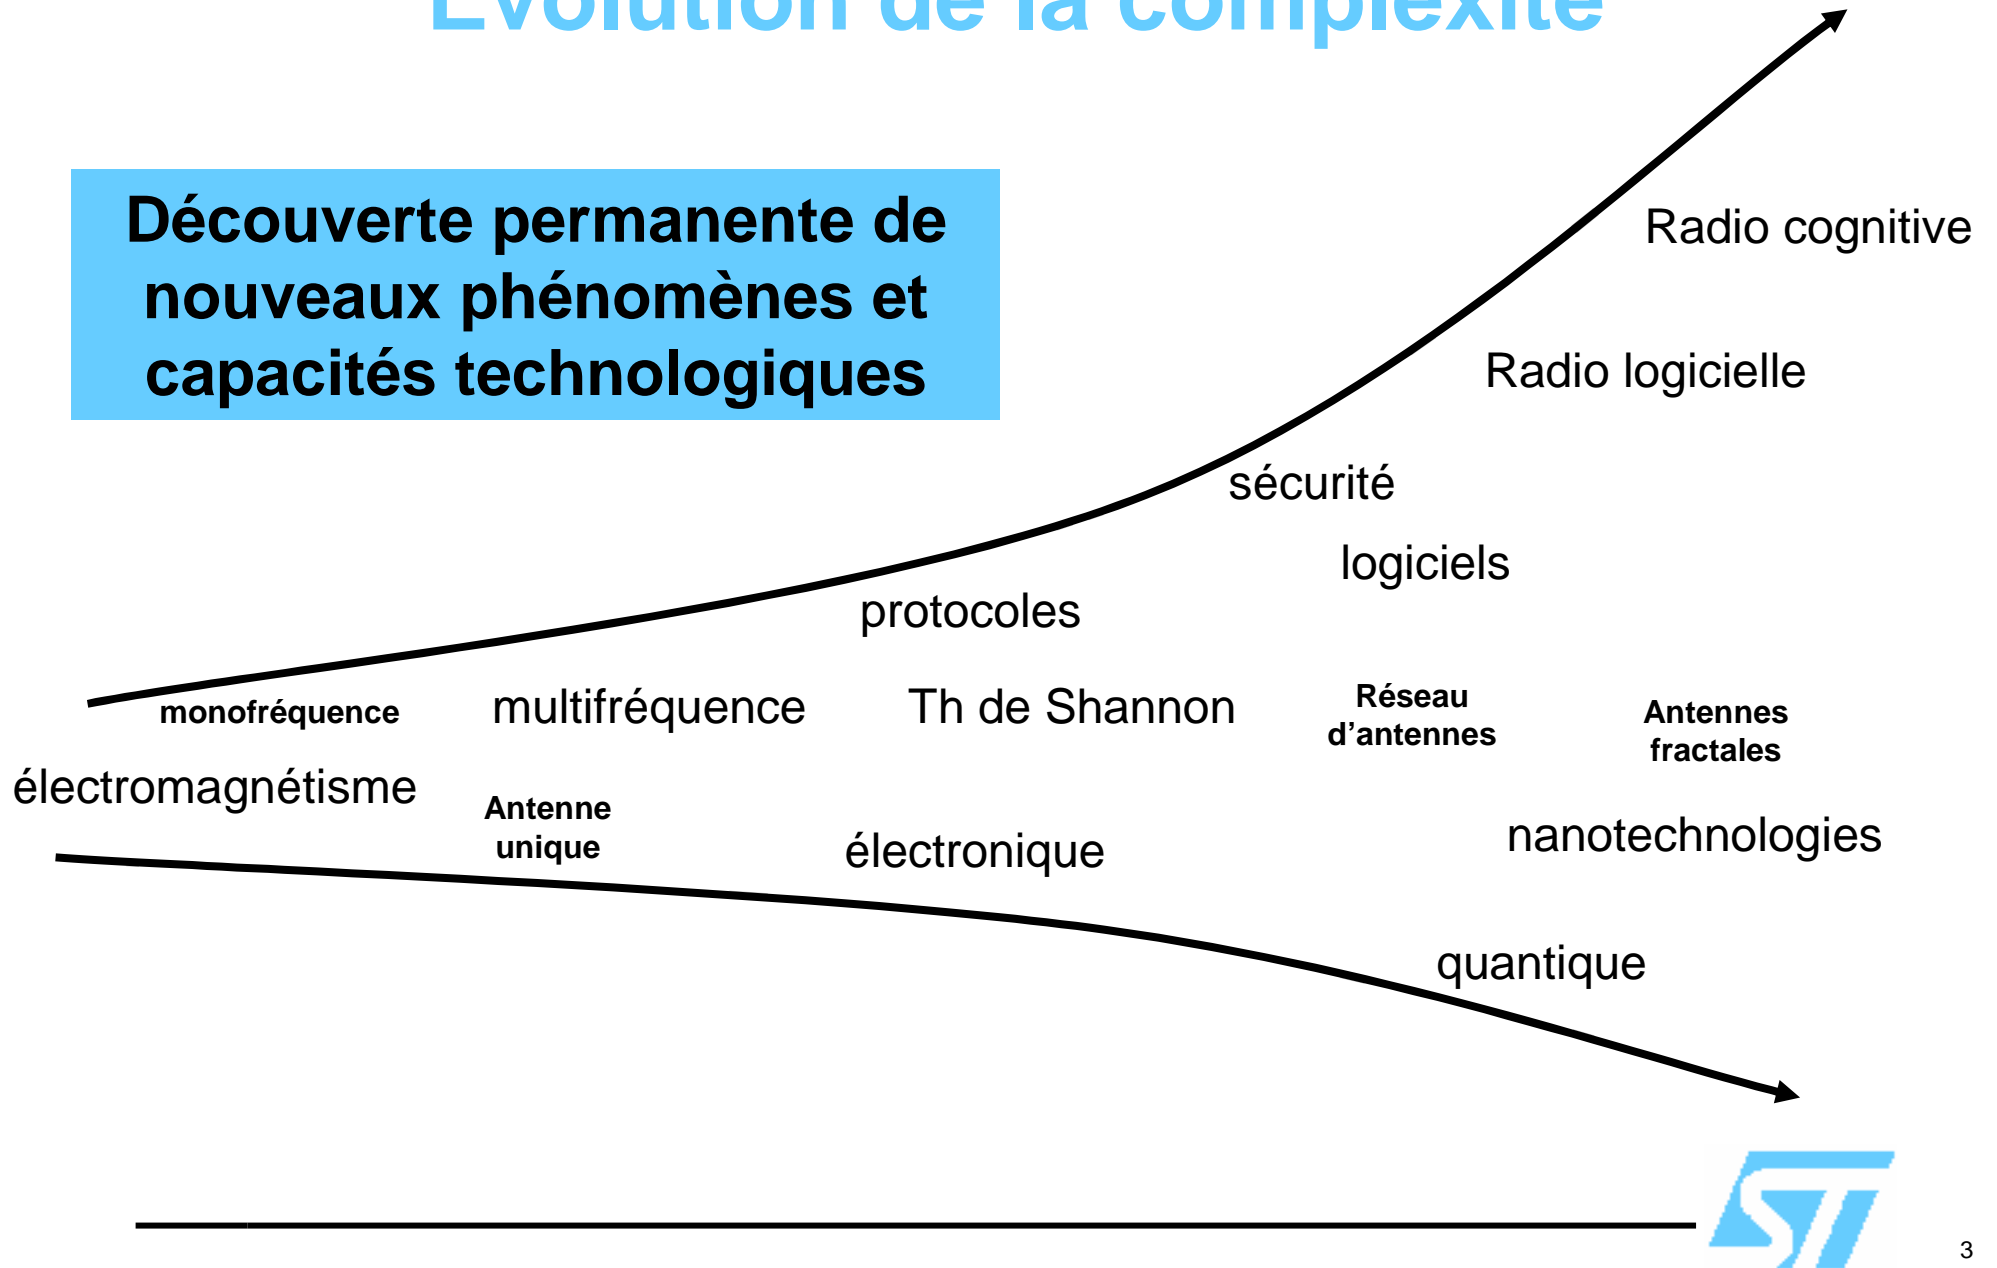 Evolution de la complexité
Découverte permanente de
nouveaux phénomènes et
capacités technologiques
Radio cognitive
Radio logicielle
sécurité
logiciels
protocoles
monofréquence
multifréquence
Th de Shannon
Réseau
d’antennes
Antennes
fractales
électromagnétisme
Antenne
unique
électronique
nanotechnologies
quantique
ST
3